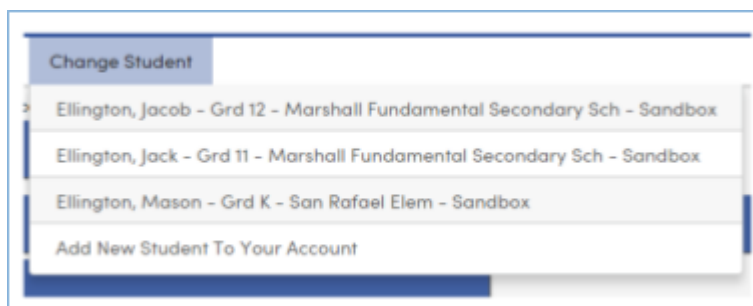 Change Student
Ellington, Jacob - Grd 12 - Marshall Fundamental Secondary Sch - Sandbox
Ellington, Jack - Grd 11 - Marshall Fundamental Secondary Sch - Sandbox
Ellington, Mason - Grd K - San Rafael Elem - Sandbox
Add New Student To Your Account